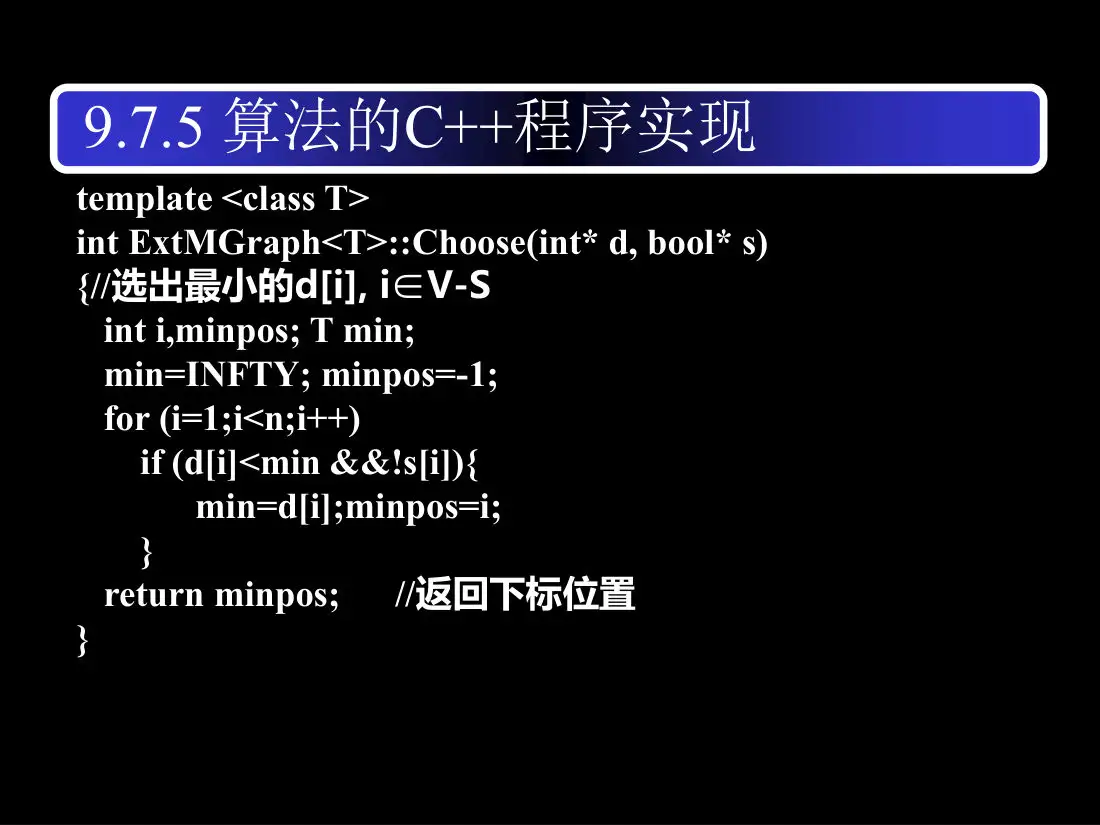 9.7.5 算法的C++程序实现
template <class T>
int ExtMGraph<T>::Choose(int* d, bool* s)
{//选出最小的d[i], i∈V-S
int i,minpos; T min;
min=INFTY; minpos=-1;
for (i=1;i<n;i++)
if (d[i]<min &&!s[i]){
min=d[i];minpos=i;
}
return minpos; //返回下标位置
}